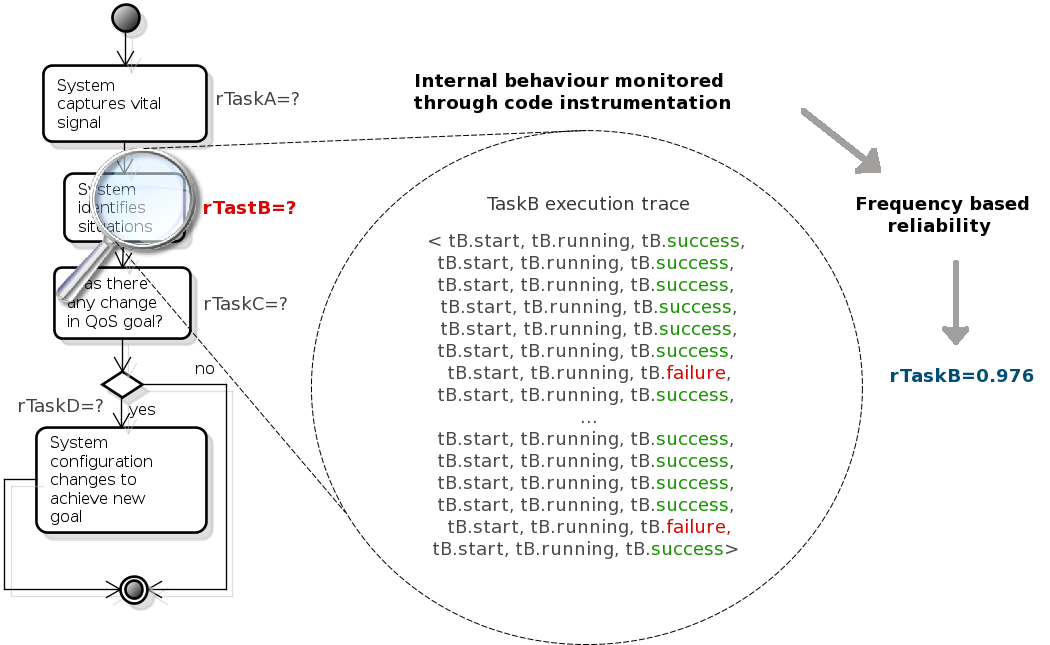 System
captures vital
signal
rTaskA=?
System
identifies
situations
rTastB=?
as there
any change
in QoS goal?
rTaskC=?
no
rTaskD=?
yes
System
configuration
changes to
achieve new
goal
Internal behaviour monitored
through code instrumentation
TaskB execution trace
< tB.start, tB.running, tB.success,
tB.start, tB.running, tB.success,
tB.start, tB.running, tB.success,
tB.start, tB.running, tB.success,
tB.start, tB.running, tB.success,
tB.start, tB.running, tB.success,
tB.start, tB.running, tB.failure,
tB.start, tB.running, tB.success,
...
tB.start, tB.running, tB.success,
tB.start, tB.running, tB.success,
tB.start, tB.running, tB.success,
tB.start, tB.running, tB.success,
tB.start, tB.running, tB.failure,
tB.start, tB.running, tB.success>
Frequency based
reliability
rTaskB=0.976